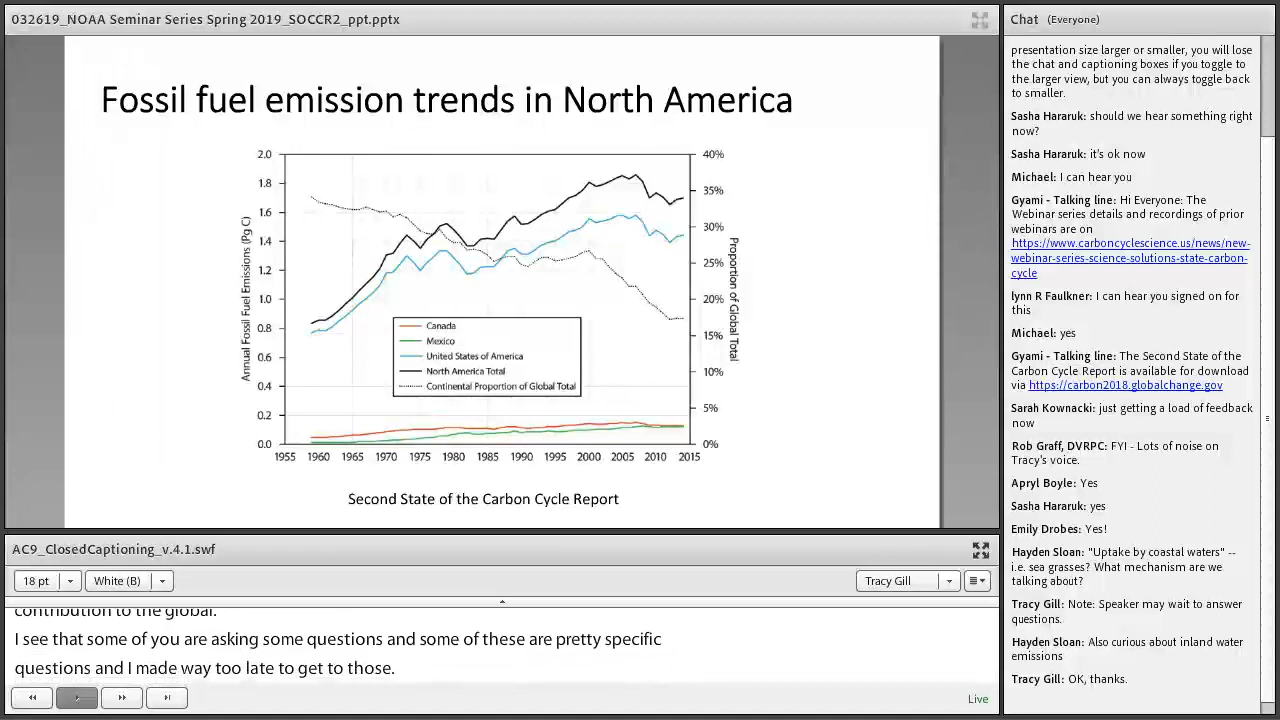 032619_NOAA Seminar Series Spring 2019_SOCCR2_ppt.pptx
Fossil fuel emission trends in North America
Annual Fossil Fuel Emissions (Pg C)
2.0
1.8
1.6
1.4
1.2
1.0
0.8
0.6
0.4
0.2
0.0
40%
35%
30%
25%
20%
15%
10%
5%
0%
Proportion of Global Total
Canada
Mexico
United States of America
North America Total
Continental Proportion of Global Total
1955 1960 1965 1970 1975 1980 1985 1990 1995 2000 2005 2010 2015
Second State of the Carbon Cycle Report
AC9_ClosedCaptioning_v.4.1.swf
18 pt
White (B)
Tracy Gill
contribution to the global.
I see that some of you are asking some questions and some of these are pretty specific
questions and I made way too late to get to those.
Live
Chat (Everyone)
presentation size larger or smaller, you will lose
the chat and captioning boxes if you toggle to
the larger view, but you can always toggle back
to smaller.
Sasha Hararuk: should we hear something right
now?
Sasha Hararuk: it's ok now
Michael: I can hear you
Gyami - Talking line: Hi Everyone: The
Webinar series details and recordings of prior
webinars are on
https://www.carboncyclescience.us/news/new-
webinar-series-science-solutions-state-carbon-
cycle
lynn R Faulkner: I can hear you signed on for
this
Michael: yes
Gyami - Talking line: The Second State of the
Carbon Cycle Report is available for download
via https://carbon2018.globalchange.gov
Sarah Kownacki: just getting a load of feedback
now
Rob Graff, DVRPC: FYI - Lots of noise on
Tracy's voice.
Apryl Boyle: Yes
Sasha Hararuk: yes
Emily Drobes: Yes!
Hayden Sloan: "Uptake by coastal waters" --
i.e. sea grasses? What mechanism are we
talking about?
Tracy Gill: Note: Speaker may wait to answer
questions.
Hayden Sloan: Also curious about inland water
emissions
Tracy Gill: OK, thanks.